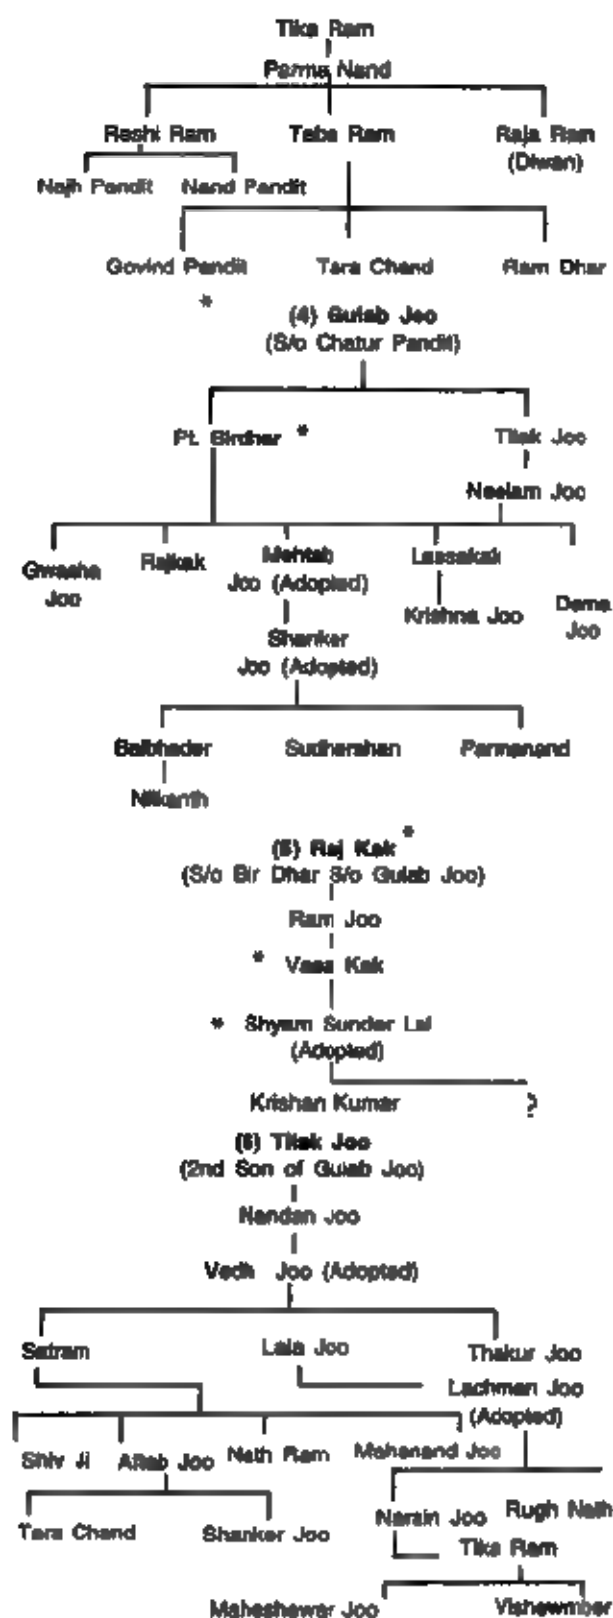 Tika Ram
Parma Nand
Reshi Ram Taba Ram Raja Ram
(Diwan)
Najh Pandit Nand Pandit
Govind Pandit Tara Chand Ram Dhar
*
(4) Gulab Joo
(S/o Chatur Pandit)
Pt. Birdhar * Tilak Joo
Neelam Joo
Gwasha Joo Rajkak Mehtab Joo (Adopted) Lassakak Dama Joo
Krishna Joo
Shanker
Joo (Adopted)
Balbhader Sudharshan Parmanand
Nilkanth
(5) Raj Kak *
(S/o Bir Dhar S/o Gulab Joo)
Ram Joo
* Vasa Kak
* Shyam Sunder Lal
(Adopted)
Krishan Kumar ?
(6) Tilak Joo
(2nd Son of Gulab Joo)
Nandan Joo
Vedh Joo (Adopted)
Satram Lala Joo Thakur Joo
Lachman Joo
(Adopted)
Shiv Ji Aftab Joo Nath Ram Mahanand Joo
Tara Chand Shanker Joo Narain Joo Rugh Nath
Tika Ram
Maheshewar Joo Vishewmber